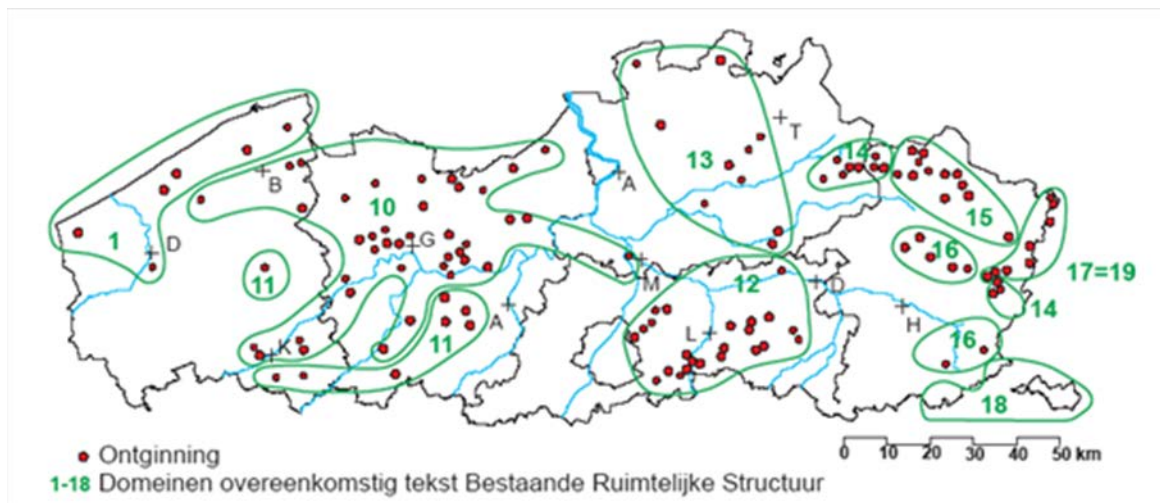 T
13
14
A
B
10
15
1
D
G
16
11
17=19
M
12
D
A
H
14
11
L
K
16
18
Ontginning
0 10 20 30 40 50 km
1-18 Domeinen overeenkomstig tekst Bestaande Ruimtelijke Structuur